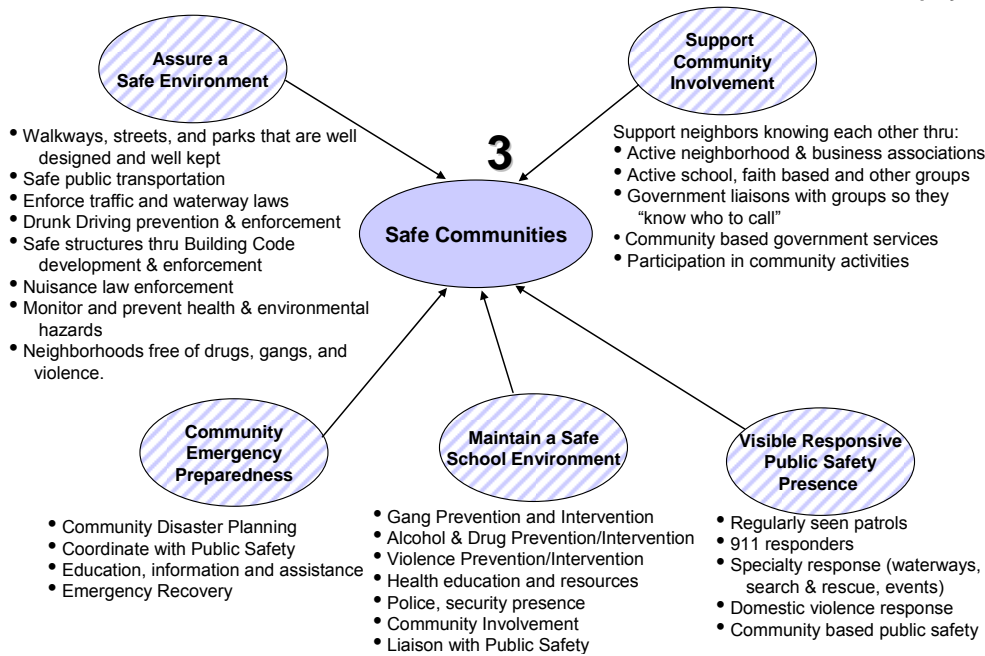 Assure a
Safe Environment
• Walkways, streets, and parks that are well
designed and well kept
• Safe public transportation
• Enforce traffic and waterway laws
• Drunk Driving prevention & enforcement
• Safe structures thru Building Code
development & enforcement
• Nuisance law enforcement
• Monitor and prevent health & environmental
hazards
• Neighborhoods free of drugs, gangs, and
violence.
Support
Community
Involvement
Support neighbors knowing each other thru:
• Active neighborhood & business associations
• Active school, faith based and other groups
• Government liaisons with groups so they
“know who to call”
• Community based government services
• Participation in community activities
3
Safe Communities
Community
Emergency
Preparedness
• Community Disaster Planning
• Coordinate with Public Safety
• Education, information and assistance
• Emergency Recovery
Maintain a Safe
School Environment
• Gang Prevention and Intervention
• Alcohol & Drug Prevention/Intervention
• Violence Prevention/Intervention
• Health education and resources
• Police, security presence
• Community Involvement
• Liaison with Public Safety
Visible Responsive
Public Safety
Presence
• Regularly seen patrols
• 911 responders
• Specialty response (waterways,
search & rescue, events)
• Domestic violence response
• Community based public safety